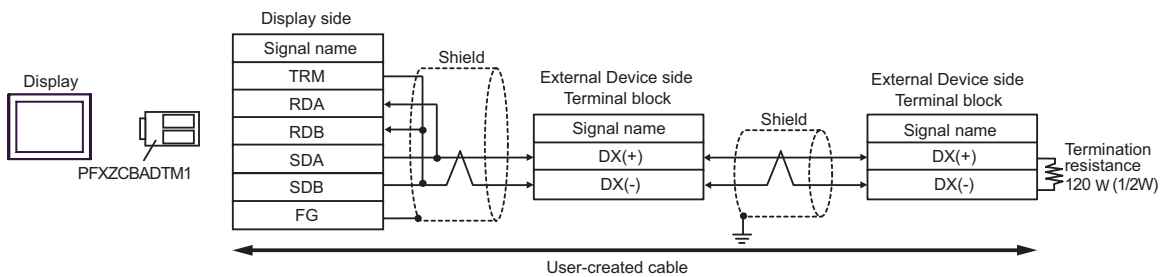 Display side
Signal name
TRM
RDA
RDB
SDA
SDB
FG
Display
PFXZCBADTM1
Shield
External Device side
Terminal block
Signal name
DX(+)
DX(-)
Shield
External Device side
Terminal block
Signal name
DX(+)
DX(-)
Termination
resistance
120 W (1/2W)
User-created cable